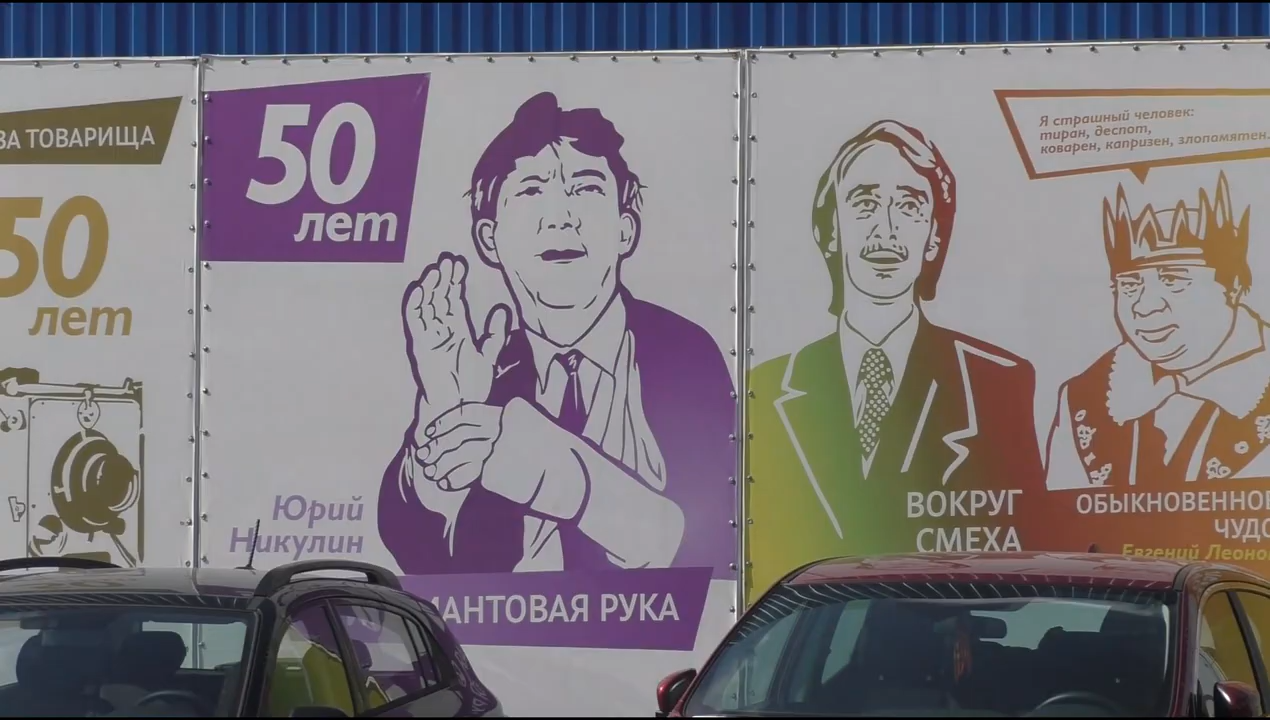 ВА ТОВАРИЩА
50
лет
50
лет
Юрий
Никулин
МАНТОВАЯ РУКА
Я страшный человек:
тиран, деспот,
коварен, капризен, злопамятен.
ВОКРУГ
СМЕХА
ОБЫКНОВЕННО
ЧУДО
Евгений Леоно